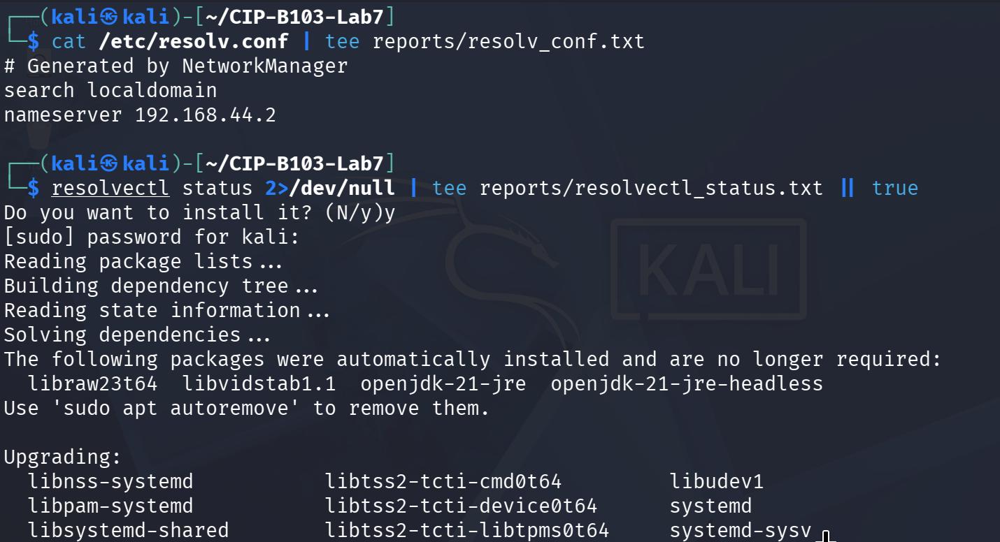 ┌──(kali㉿kali)-[~/CIP-B103-Lab7]
└─$ cat /etc/resolv.conf | tee reports/resolv_conf.txt
# Generated by NetworkManager
search localdomain
nameserver 192.168.44.2
┌──(kali㉿kali)-[~/CIP-B103-Lab7]
└─$ resolvectl status 2>/dev/null | tee reports/resolvectl_status.txt || true
Do you want to install it? (N/y)y
[sudo] password for kali:
Reading package lists...
Building dependency tree...
Reading state information...
Solving dependencies...
The following packages were automatically installed and are no longer required:
  libraw23t64  libvidstab1.1  openjdk-21-jre  openjdk-21-jre-headless
Use 'sudo apt autoremove' to remove them.
Upgrading:
  libnss-systemd           libtss2-tcti-cmd0t64         libudev1
  libpam-systemd           libtss2-tcti-device0t64      systemd
  libsystemd-shared        libtss2-tcti-libtpms0t64     systemd-sysv
KALI